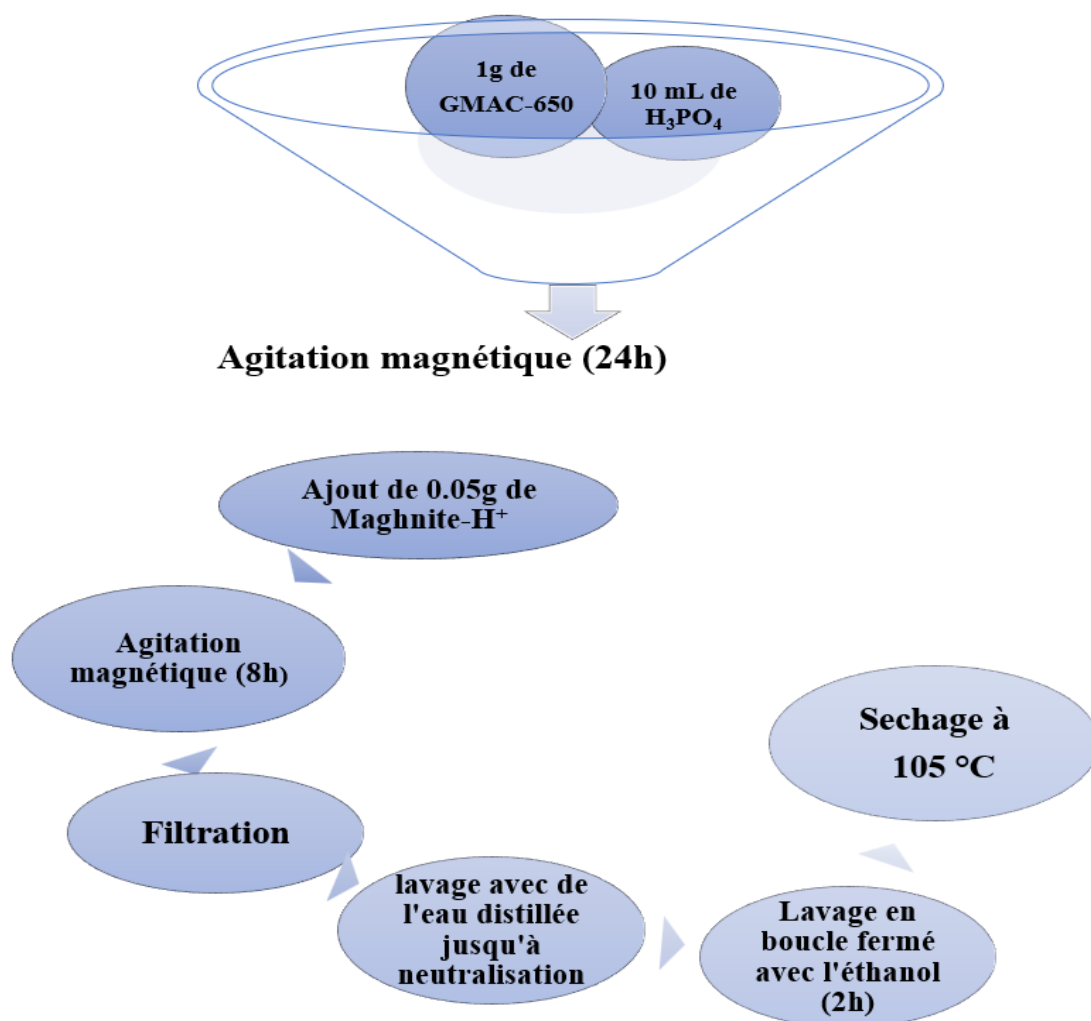 1g de
GMAC-650
10 mL de
H₃PO₄
Agitation magnétique (24h)
Ajout de 0.05g de
Maghnite-H⁺
Agitation
magnétique (8h)
Filtration
lavage avec de
l'eau distillée
jusqu'à
neutralisation
Lavage en
boucle fermé
avec l'éthanol
(2h)
Sechage à
105 °C